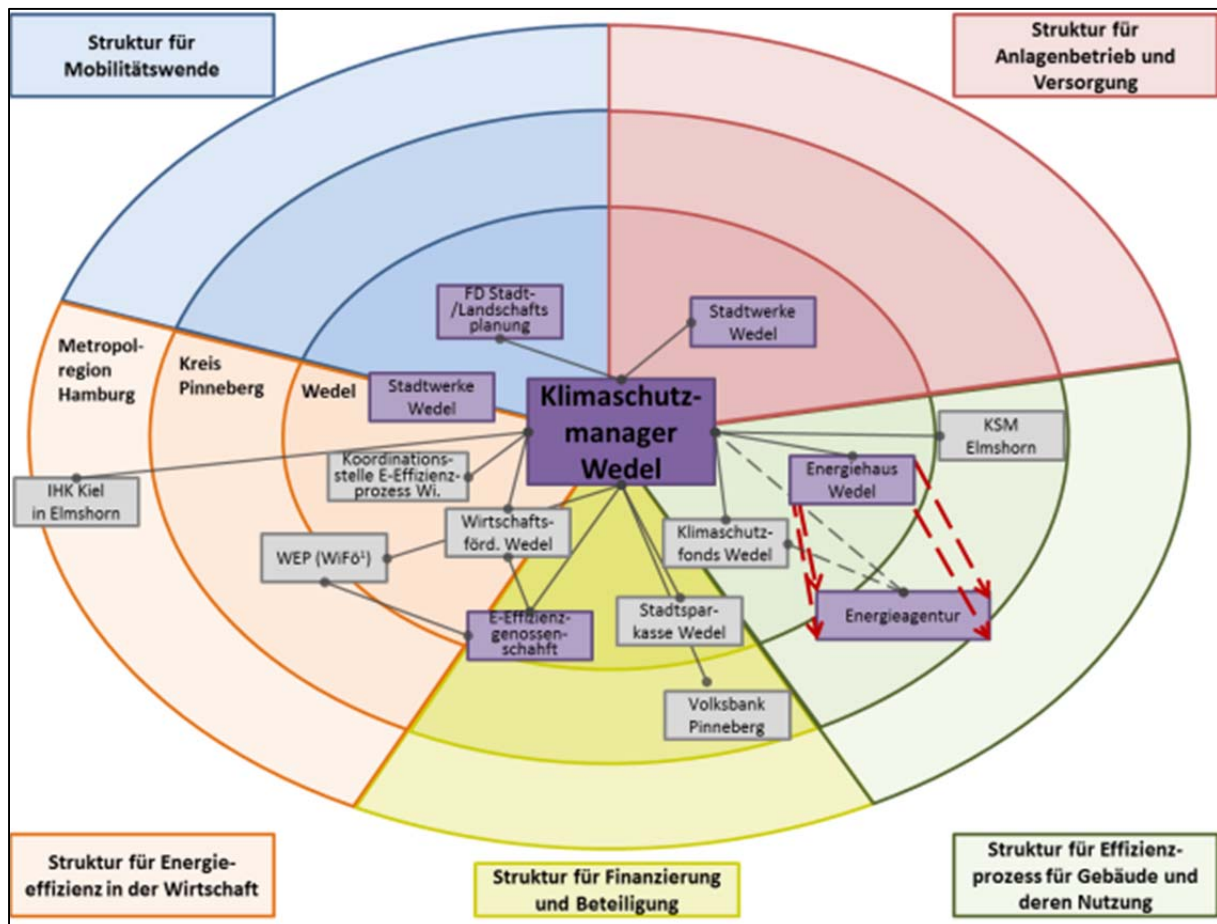 Struktur für
Mobilitätswende
Struktur für
Anlagenbetrieb und
Versorgung
FD Stadt-
/Landschafts
planung
Stadtwerke
Wedel
Metropol-
region
Hamburg
Kreis
Pinneberg
Wedel
Stadtwerke
Wedel
Klimaschutz-
manager
Wedel
KSM
Elmshorn
Koordinations-
stelle E-Effizienz-
prozess Wi.
Energiehaus
Wedel
IHK Kiel
in Elmshorn
Wirtschafts-
förd. Wedel
Klimaschutz-
fonds Wedel
WEP (WiFö¹)
E-Effizienz-
genossen-
schahft
Stadtspar-
kasse Wedel
Energieagentur
Volksbank
Pinneberg
Struktur für Energie-
effizienz in der Wirtschaft
Struktur für Finanzierung
und Beteiligung
Struktur für Effizienz-
prozess für Gebäude und
deren Nutzung